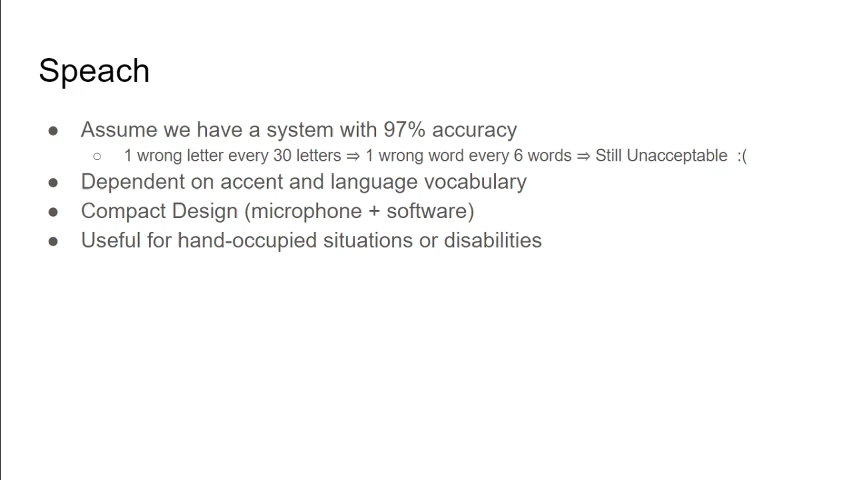 Speach
● Assume we have a system with 97% accuracy
○ 1 wrong letter every 30 letters ⇒ 1 wrong word every 6 words ⇒ Still Unacceptable :(
● Dependent on accent and language vocabulary
● Compact Design (microphone + software)
● Useful for hand-occupied situations or disabilities